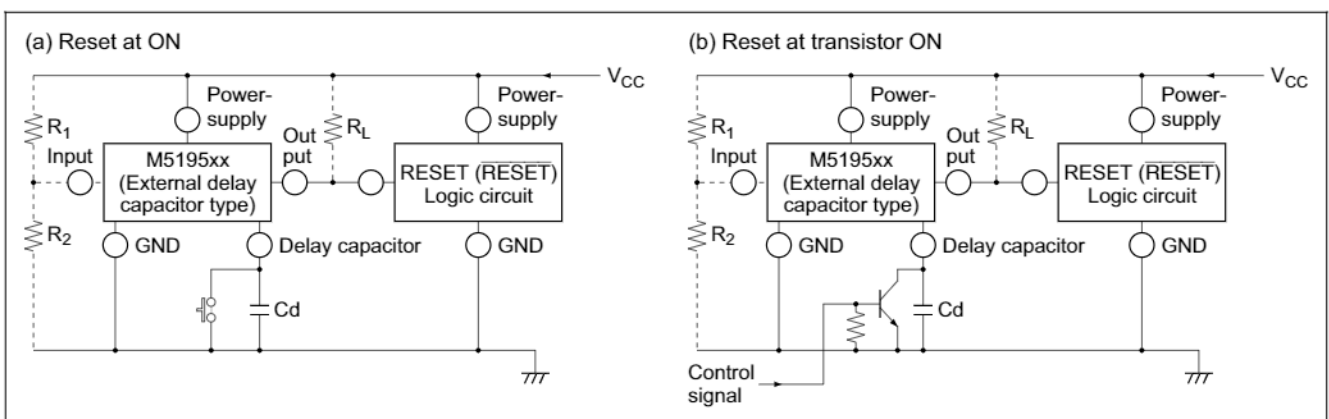 (a) Reset at ON
VCC
Power-
supply
Power-
supply
R1
Input
M5195xx
(External delay
capacitor type)
Out
put
RL
RESET (RESET)
Logic circuit
R2
GND
Delay capacitor
GND
Cd
(b) Reset at transistor ON
VCC
Power-
supply
Power-
supply
R1
Input
M5195xx
(External delay
capacitor type)
Out
put
RL
RESET (RESET)
Logic circuit
R2
GND
Delay capacitor
GND
Cd
Control
signal